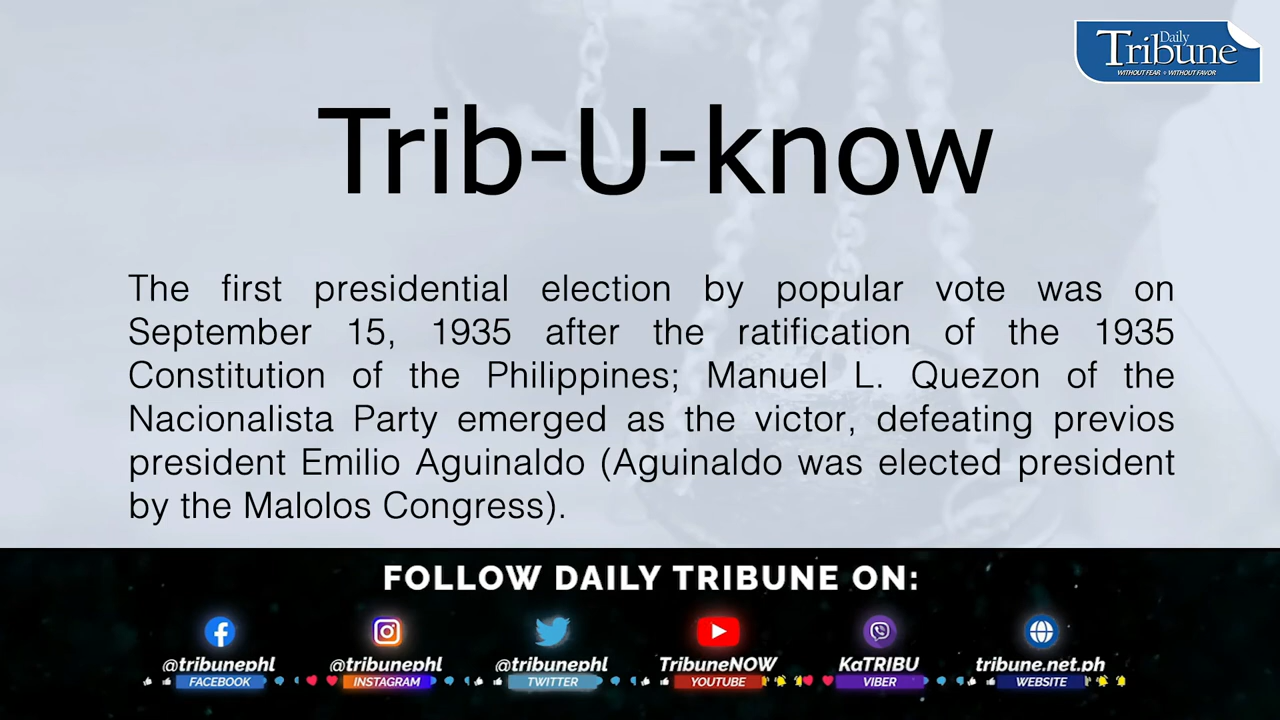 Daily
Tribune
WITHOUT FEAR + WITHOUT FAVOR
Trib-U-know
The first presidential election by popular vote was on
September 15, 1935 after the ratification of the 1935
Constitution of the Philippines; Manuel L. Quezon of the
Nacionalista Party emerged as the victor, defeating previos
president Emilio Aguinaldo (Aguinaldo was elected president
by the Malolos Congress).
FOLLOW DAILY TRIBUNE ON:
@tribunephl @tribunephl @tribunephl TribuneNOW KaTRIBU tribune.net.ph
FACEBOOK INSTAGRAM TWITTER YOUTUBE VIBER WEBSITE